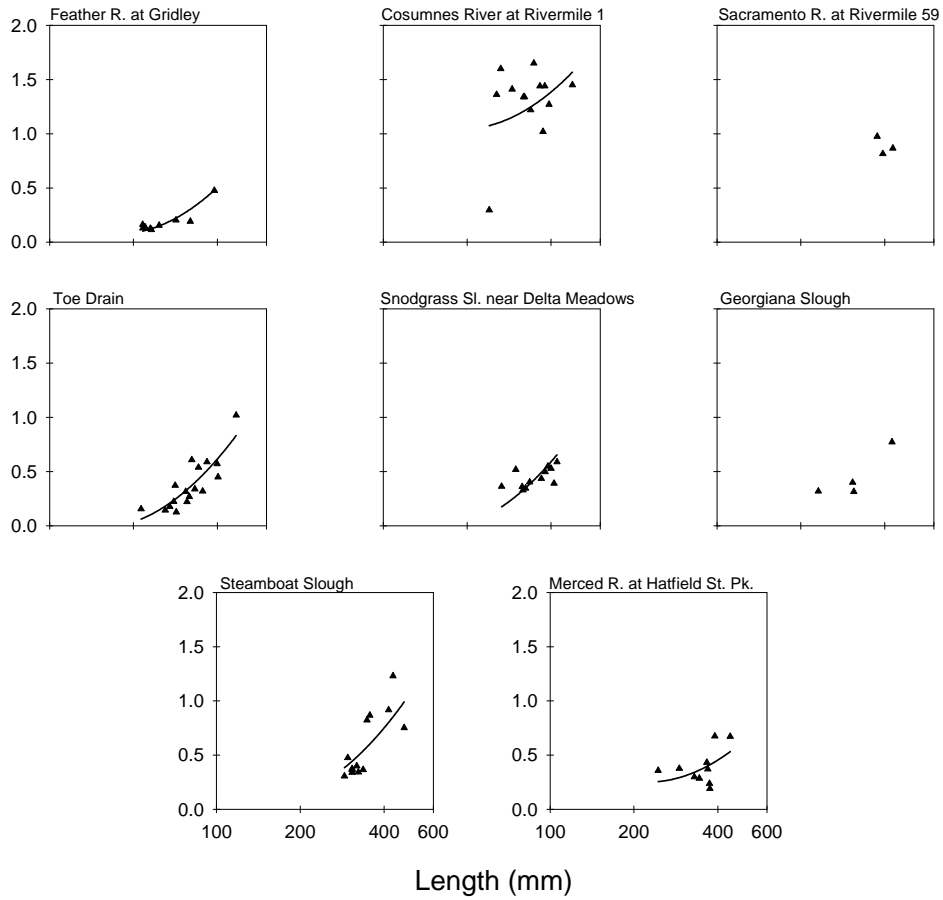 Feather R. at Gridley
Cosumnes River at Rivermile 1
Sacramento R. at Rivermile 59
2.0
1.5
1.0
0.5
0.0
Toe Drain
Snodgrass Sl. near Delta Meadows
Georgiana Slough
2.0
1.5
1.0
0.5
0.0
Steamboat Slough
Merced R. at Hatfield St. Pk.
2.0 2.0
1.5 1.5
1.0 1.0
0.5 0.5
0.0 0.0
100 200 400 600 100 200 400 600
Length (mm)